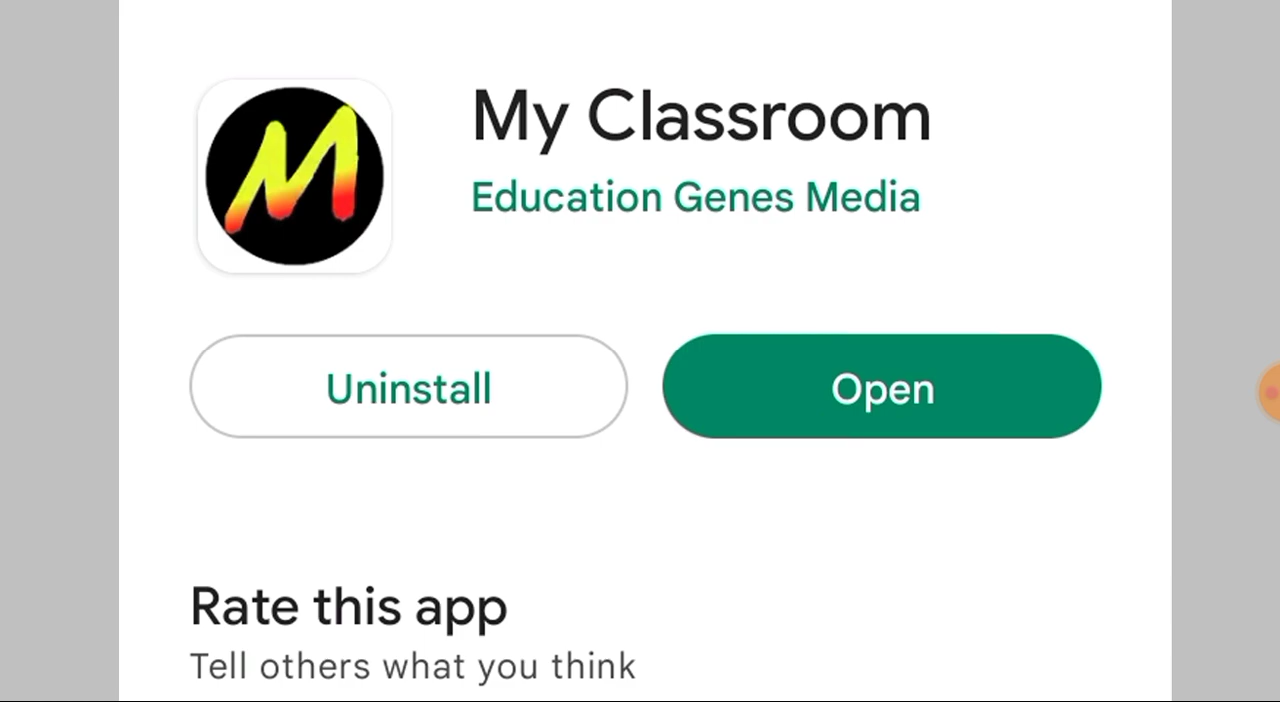 M
My Classroom
Education Genes Media
Uninstall
Open
Rate this app
Tell others what you think